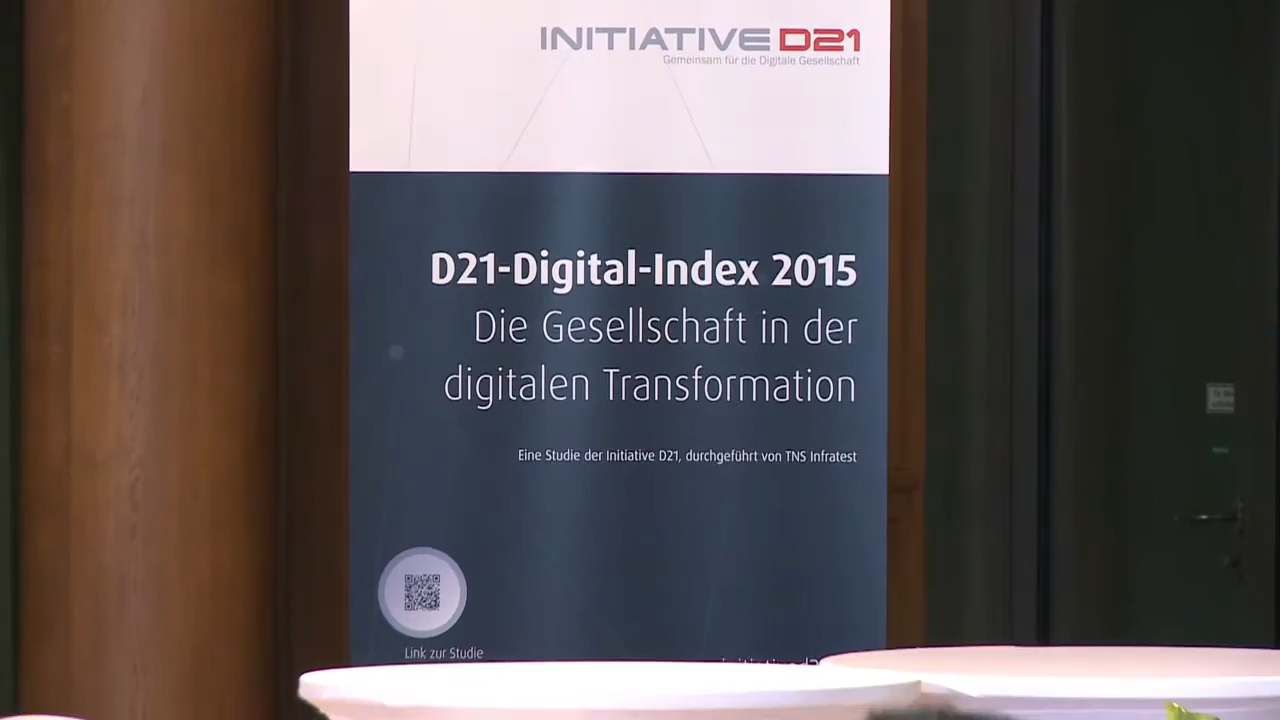 INITIATIVE D21
Gemeinsam für die Digitale Gesellschaft
D21-Digital-Index 2015
Die Gesellschaft in der
digitalen Transformation
Eine Studie der Initiative D21, durchgeführt von TNS Infratest
Link zur Studie